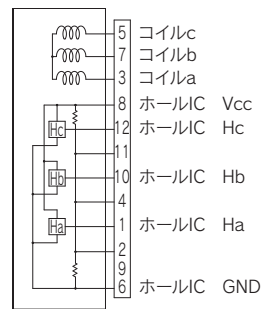 5 コイルc
7 コイルb
3 コイルa
8 ホールIC Vcc
Hc 12 ホールIC Hc
11
Hb 10 ホールIC Hb
4
Ha 1 ホールIC Ha
2
9
6 ホールIC GND